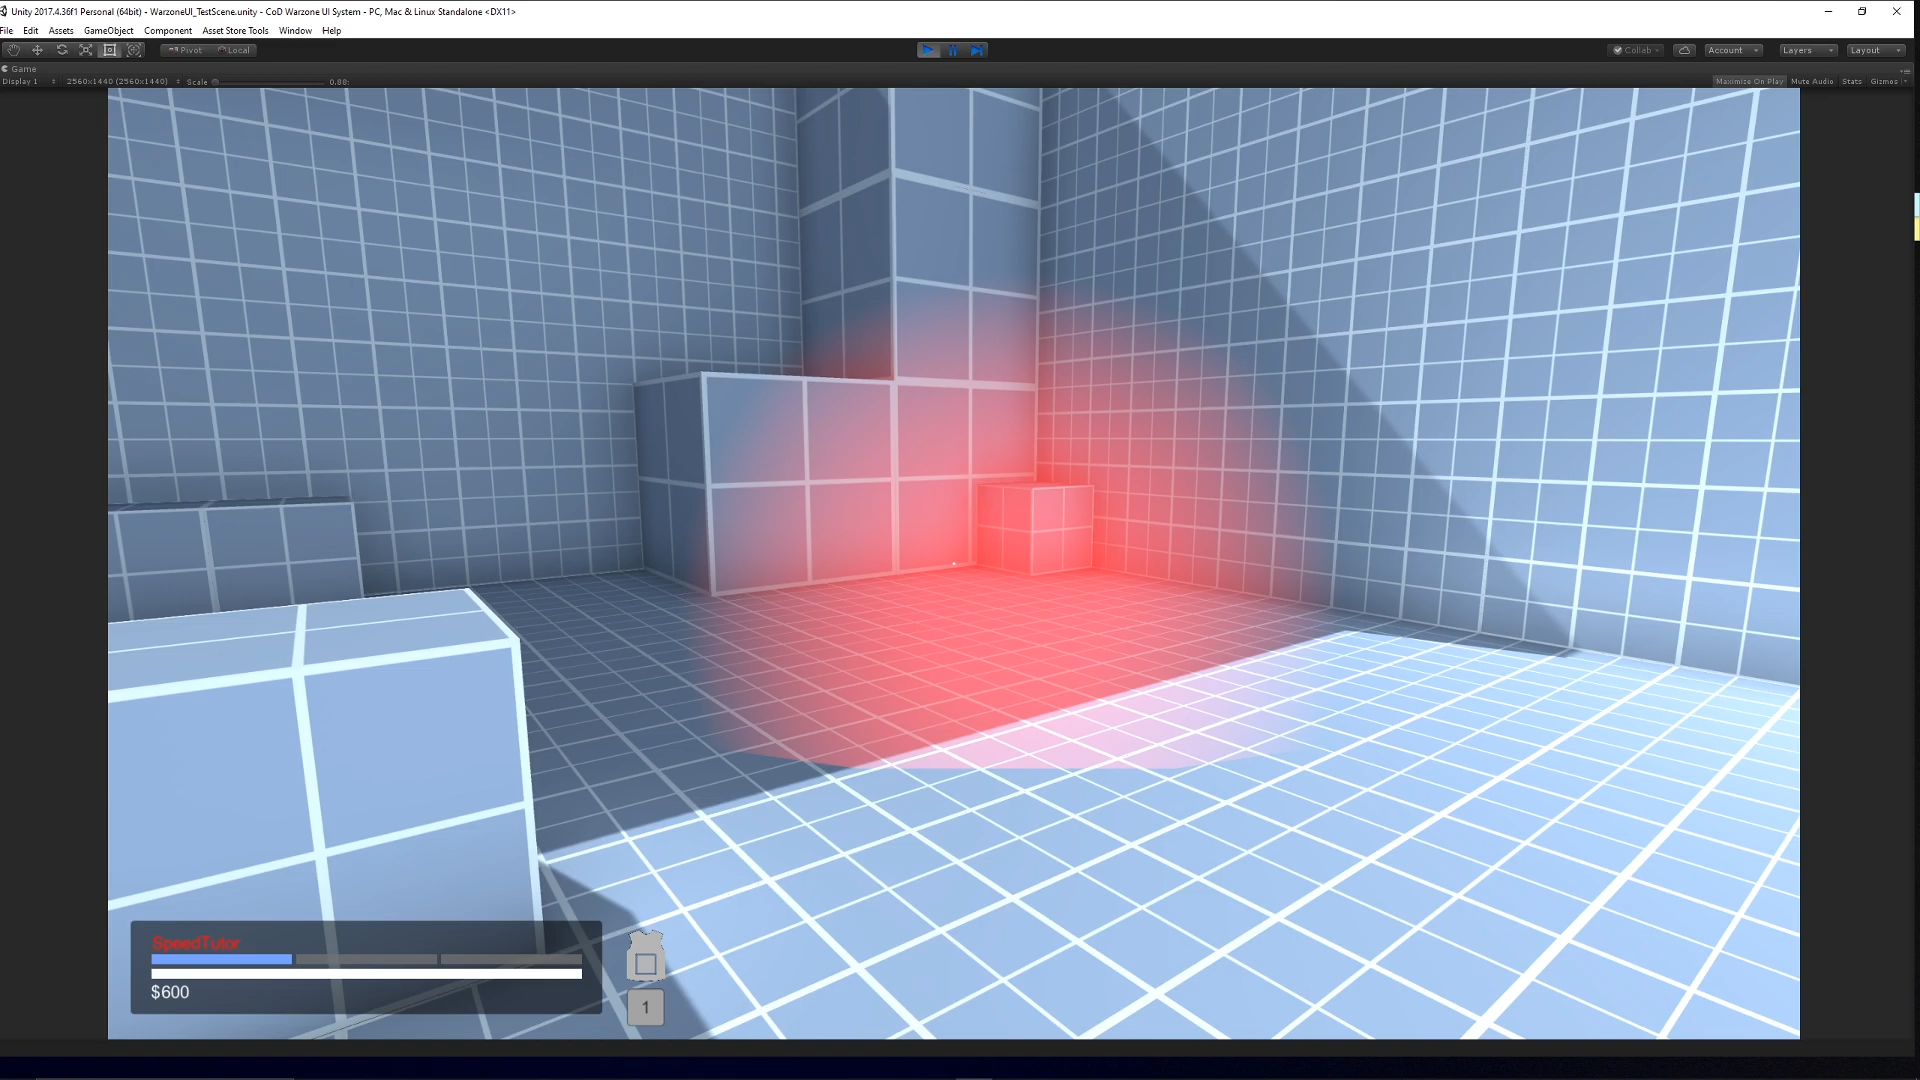 Unity 2017.4.36f1 Personal (64bit) - WarzoneUI_TestScene.unity - CoD Warzone UI System - PC, Mac & Linux Standalone <DX11>
File Edit Assets GameObject Component Asset Store Tools Window Help
Pivot Local Collab Account Layers Layout
Game
Display 1 2560x1440 (2560x1440) Scale 0.88: Maximize On Play Mute Audio Stats Gizmos
SpeedTutor
$600
1